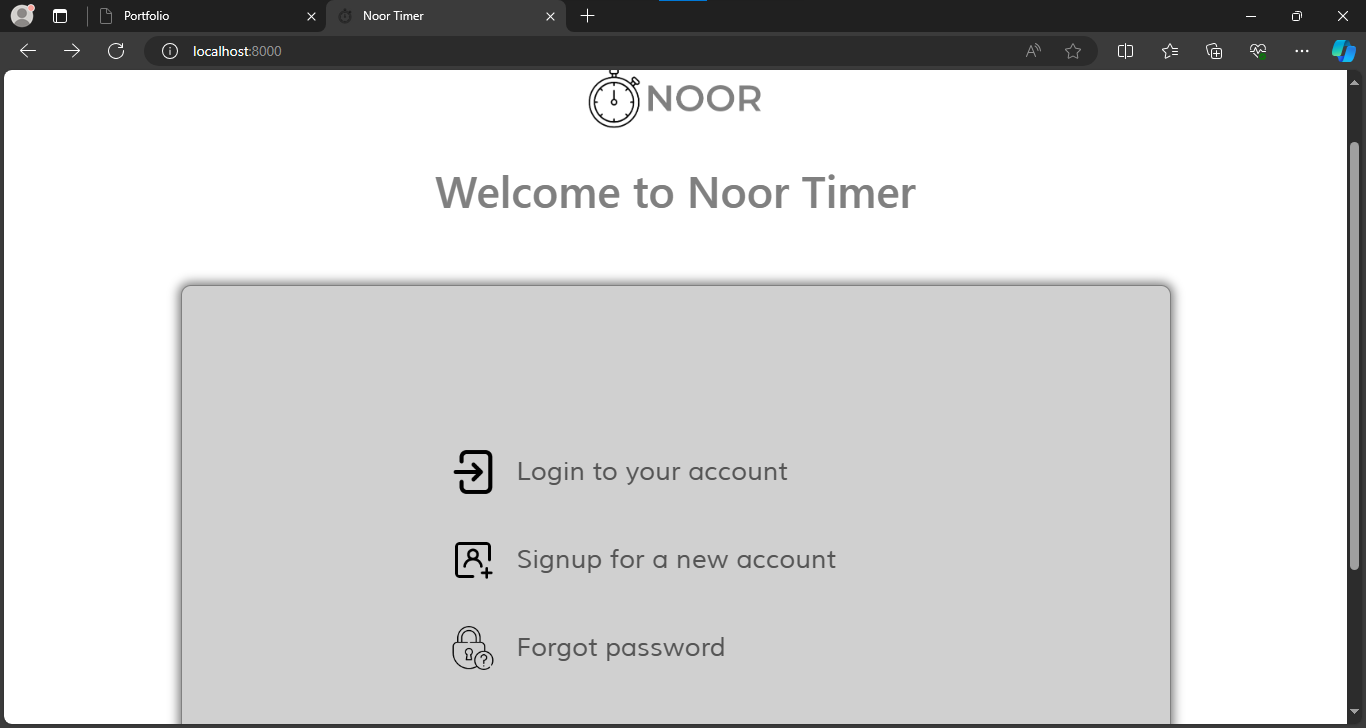 Portfolio
Noor Timer
localhost:8000
NOOR
Welcome to Noor Timer
Login to your account
Signup for a new account
Forgot password